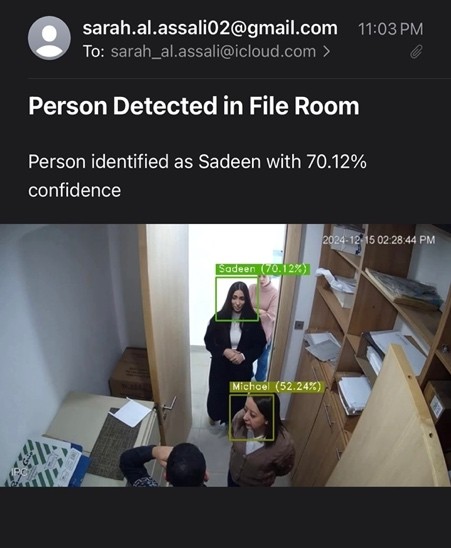 sarah.al.assali02@gmail.com 11:03 PM
To: sarah_al.assali@icloud.com >
Person Detected in File Room
Person identified as Sadeen with 70.12%
confidence
2024-12-15 02:28:44 PM
Sadeen (70.12%)
Michael (52.24%)
IPC